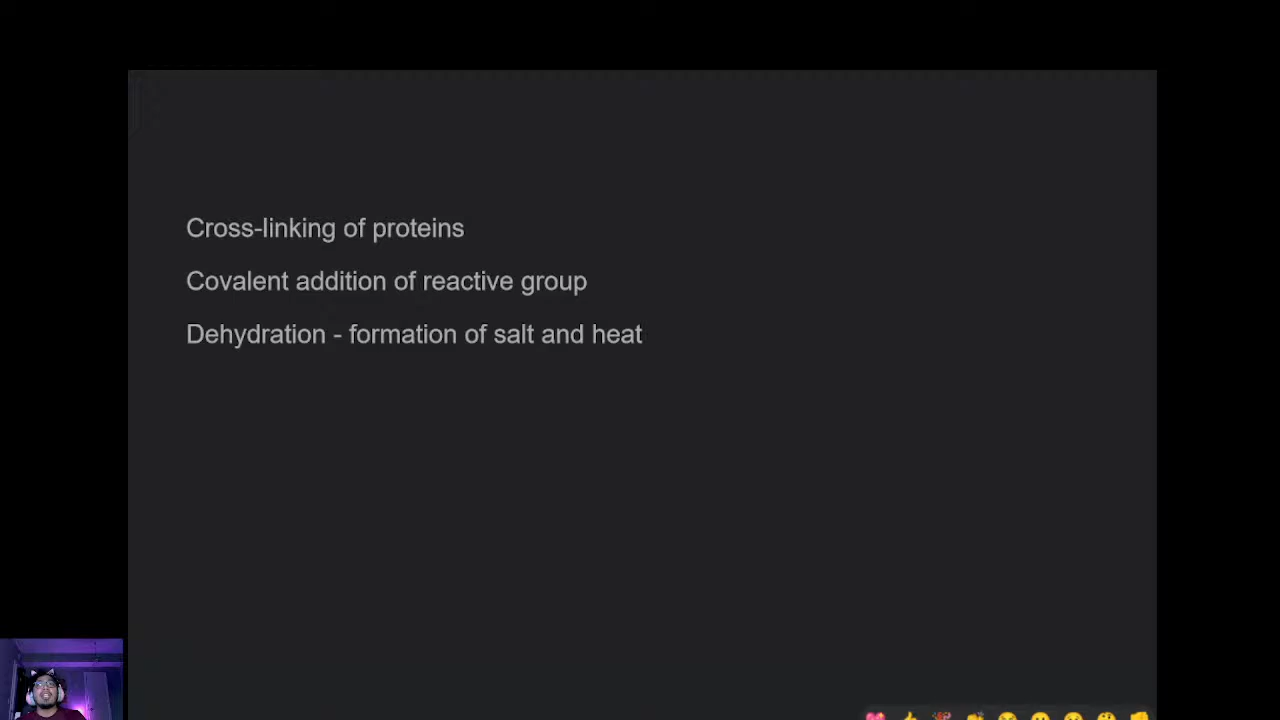 Cross-linking of proteins
Covalent addition of reactive group
Dehydration - formation of salt and heat